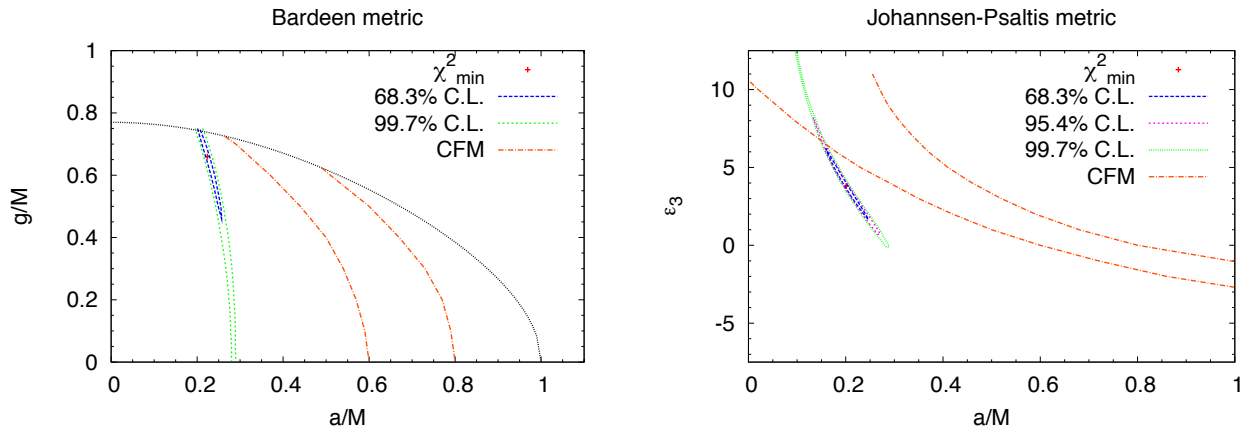 Bardeen metric
g/M
1
0.8
0.6
0.4
0.2
0
0 0.2 0.4 0.6 0.8 1
a/M
χ²min
68.3% C.L.
99.7% C.L.
CFM
Johannsen-Psaltis metric
ε₃
10
5
0
-5
0 0.2 0.4 0.6 0.8 1
a/M
χ²min
68.3% C.L.
95.4% C.L.
99.7% C.L.
CFM